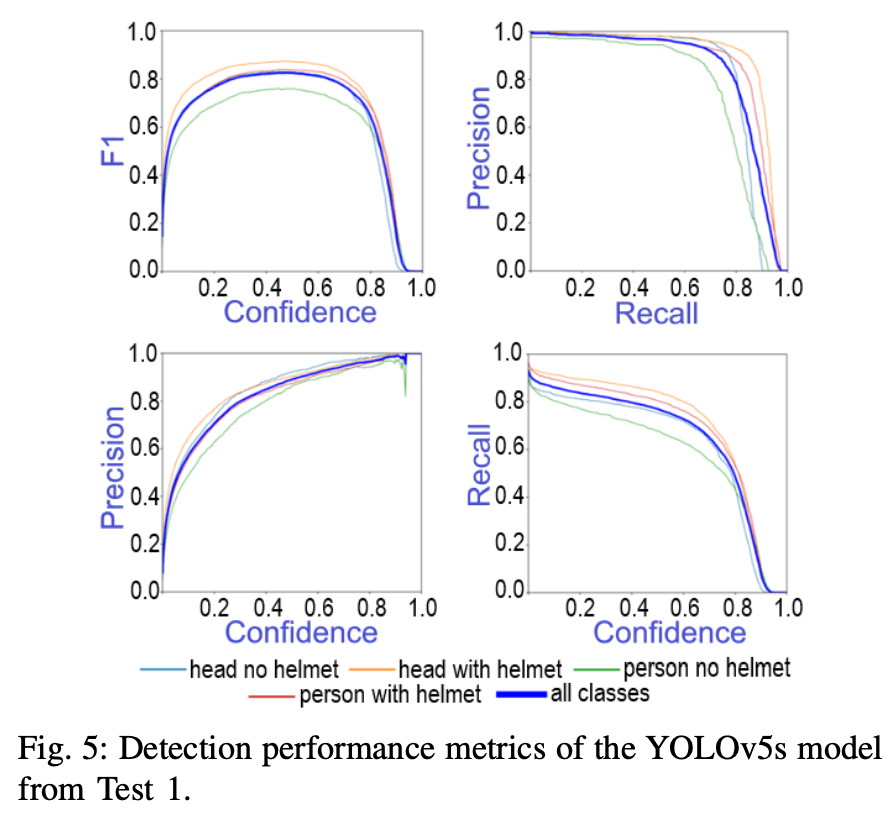 1.0
0.8
0.6
0.4
0.2
0.0
F1
0.2 0.4 0.6 0.8 1.0
Confidence
1.0
0.8
0.6
0.4
0.2
0.0
Precision
0.2 0.4 0.6 0.8 1.0
Recall
1.0
0.8
0.6
0.4
0.2
0.0
Precision
0.2 0.4 0.6 0.8 1.0
Confidence
1.0
0.8
0.6
0.4
0.2
0.0
Recall
0.2 0.4 0.6 0.8 1.0
Confidence
head no helmet head with helmet person no helmet
person with helmet all classes
Fig. 5: Detection performance metrics of the YOLOv5s model
from Test 1.